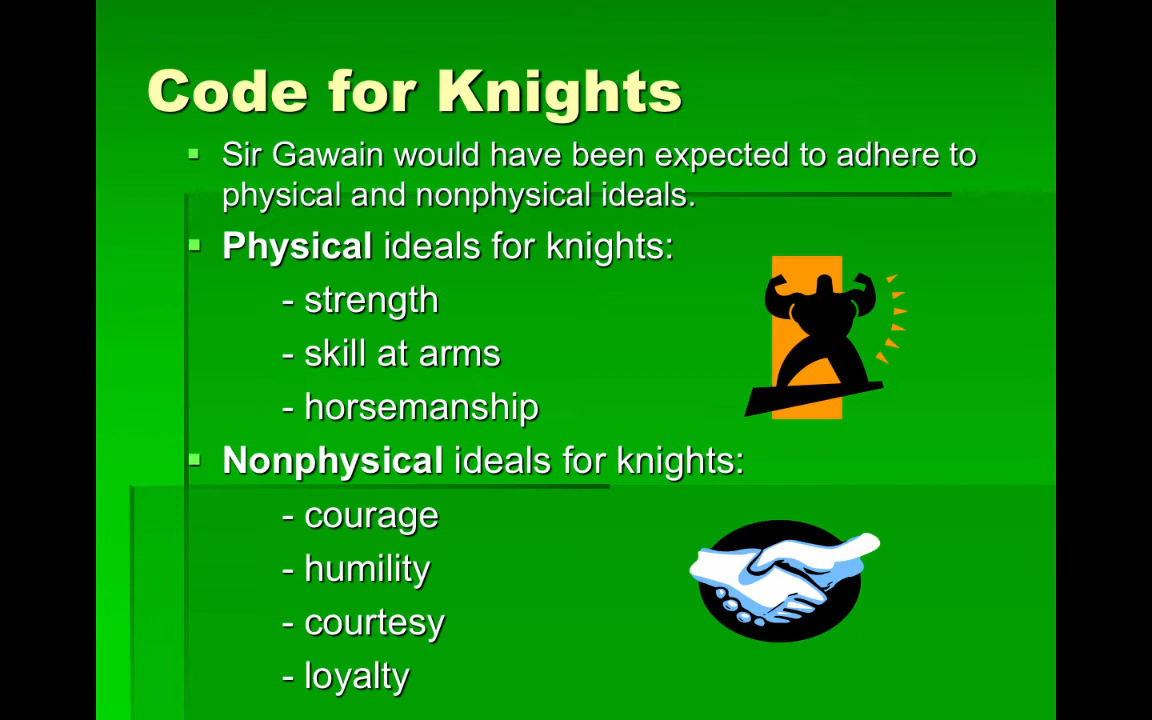 Code for Knights
Sir Gawain would have been expected to adhere to
physical and nonphysical ideals.
Physical ideals for knights:
- strength
- skill at arms
- horsemanship
Nonphysical ideals for knights:
- courage
- humility
- courtesy
- loyalty